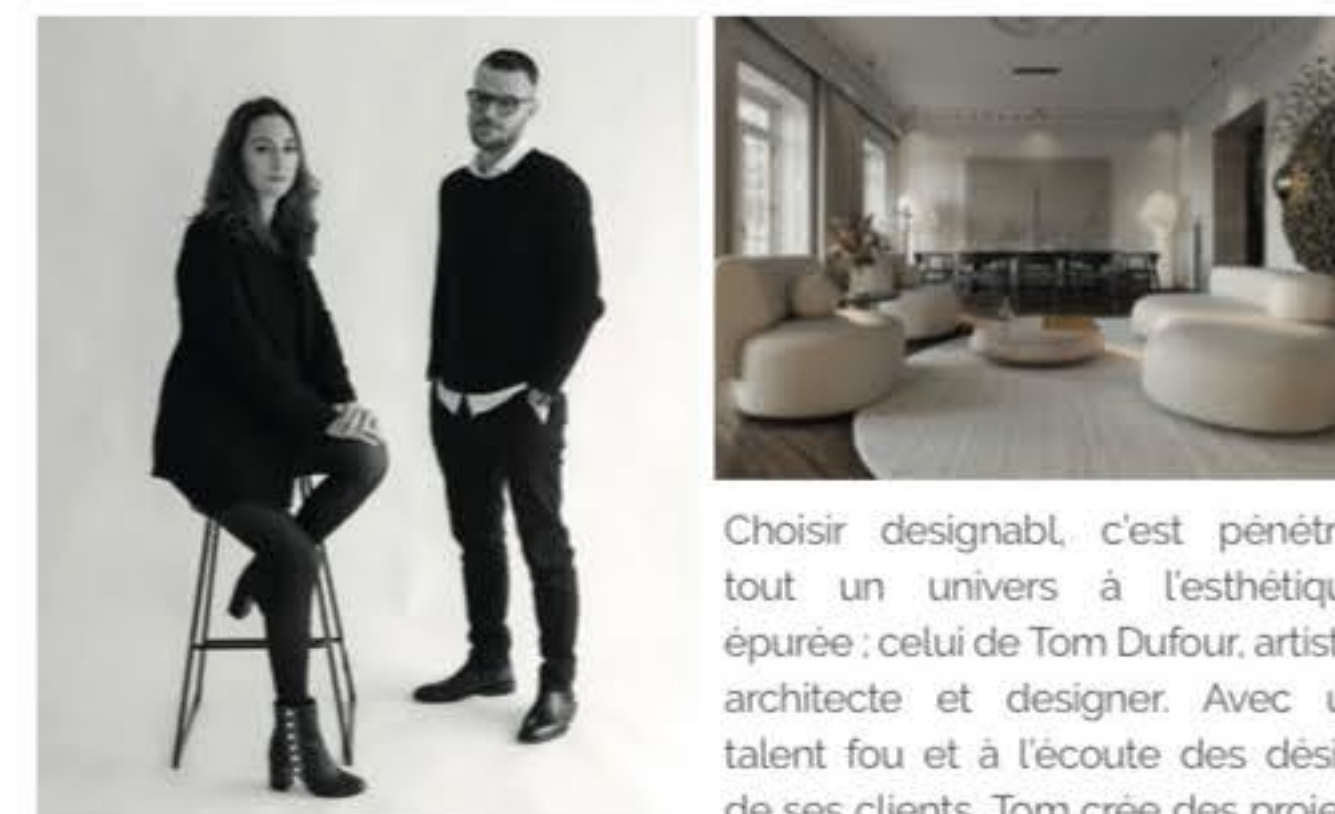 Choisir designabl, c'est pénétr
tout un univers à l'esthétiqu
épurée ; celui de Tom Dufour, artist
architecte et designer. Avec u
talent fou et à l'écoute des dési
de ses clients, Tom crée des proje